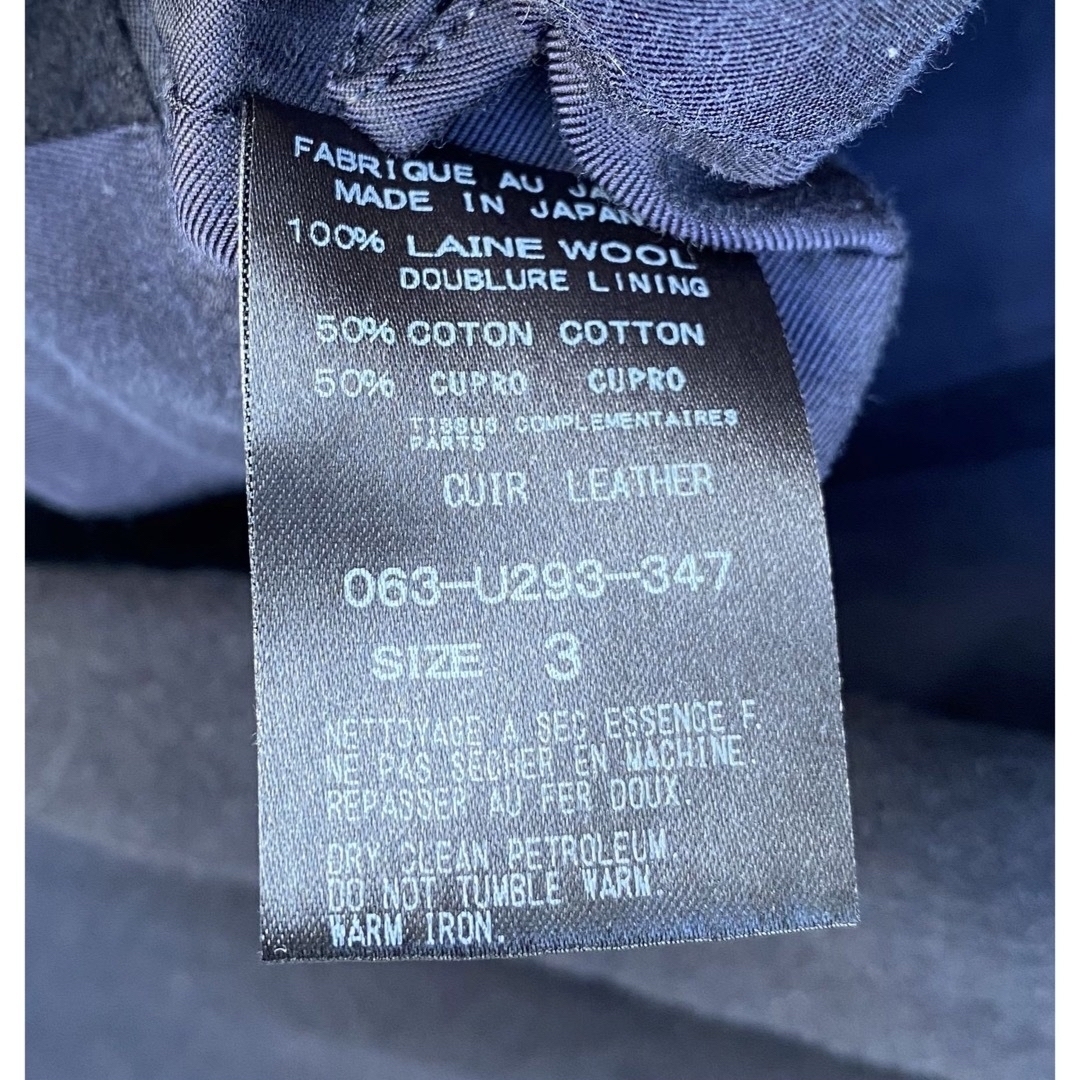 FABRIQUE AU
MADE IN JAPAN
100% LAINE WOOL
DOUBLURE LINING
50% COTON COTTON
50% CUPRO CUPRO
TISSUS COMPLEMENTAIRES
PARTS
CUIR LEATHER
063-U293-347
SIZE 3
NETTOYAGE A SEC ESSENCE F.
NE PAS SECHER EN MACHINE.
REPASSER AU FER DOUX.
DRY CLEAN PETROLEUM.
DO NOT TUMBLE WARM.
WARM IRON.